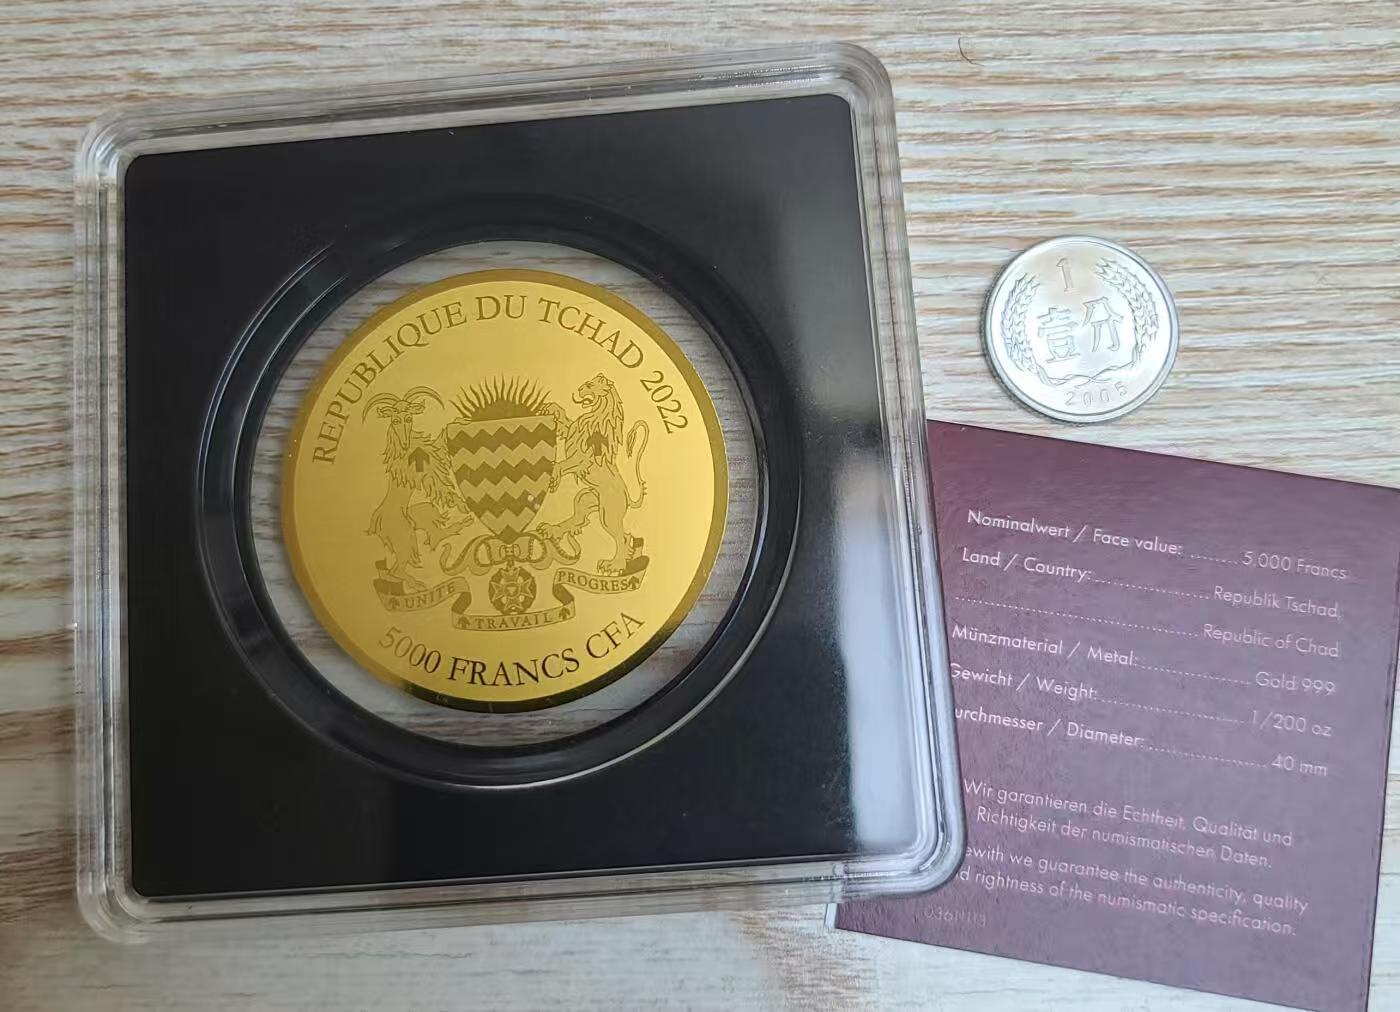 REPUBLIQUE DU TCHAD 2022
UNITE
TRAVAIL
PROGRES
5000 FRANCS CFA
1
壹分
2005
Nominalwert / Face value: ......... 5.000 Francs
Land / Country: .................... Republik Tschad,
........................................ Republic of Chad
Münzmaterial / Metal: .................. Gold 999
Gewicht / Weight: ......................... 1/200 oz
urchmesser / Diameter: .................... 40 mm
Wir garantieren die Echtheit, Qualität und
Richtigkeit der numismatischen Daten.
ewith we guarantee the authenticity, quality
d rightness of the numismatic specification.